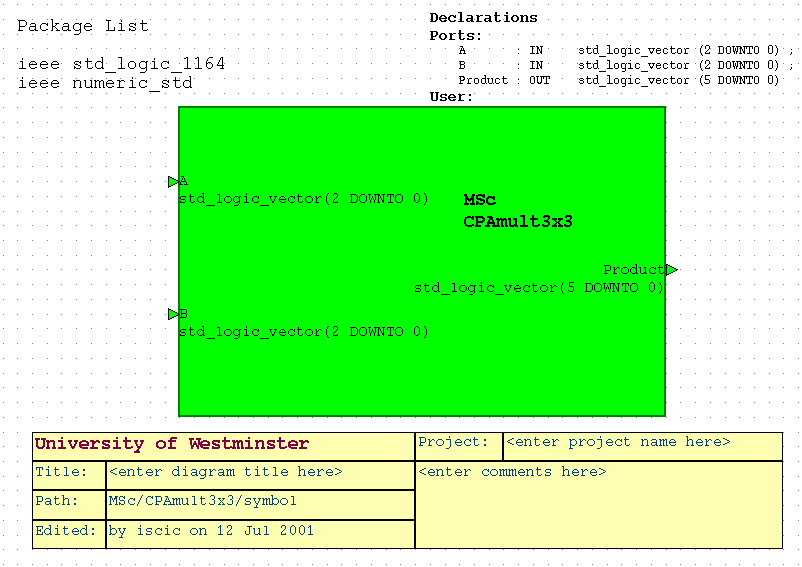 Package List
ieee std_logic_1164
ieee numeric_std
Declarations
Ports:
A : IN std_logic_vector (2 DOWNTO 0) ;
B : IN std_logic_vector (2 DOWNTO 0) ;
Product : OUT std_logic_vector (5 DOWNTO 0)
User:
A
std_logic_vector(2 DOWNTO 0)
MSc
CPAmult3x3
Product
std_logic_vector(5 DOWNTO 0)
B
std_logic_vector(2 DOWNTO 0)
University of Westminster
Project: <enter project name here>
Title: <enter diagram title here>
<enter comments here>
Path: MSc/CPAmult3x3/symbol
Edited: by iscic on 12 Jul 2001